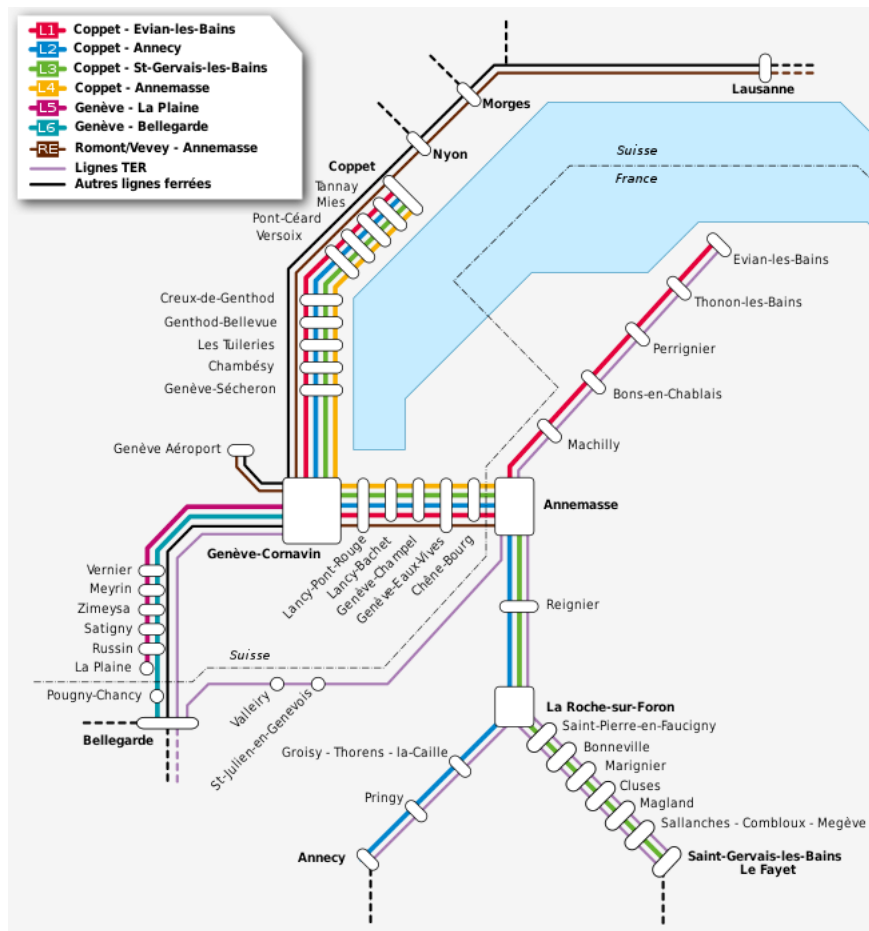 L1 Coppet - Evian-les-Bains
L2 Coppet - Annecy
L3 Coppet - St-Gervais-les-Bains
L4 Coppet - Annemasse
L5 Genève - La Plaine
L6 Genève - Bellegarde
RE Romont/Vevey - Annemasse
Lignes TER
Autres lignes ferrées
Lausanne
Morges
Nyon
Coppet
Tannay
Mies
Pont-Céard
Versoix
Suisse
France
Creux-de-Genthod
Genthod-Bellevue
Les Tuileries
Chambésy
Genève-Sécheron
Evian-les-Bains
Thonon-les-Bains
Perrignier
Bons-en-Chablais
Machilly
Genève Aéroport
Genève-Cornavin
Annemasse
Lancy-Pont-Rouge
Lancy-Bachet
Genève-Champel
Genève-Eaux-Vives
Chêne-Bourg
Vernier
Meyrin
Zimeysa
Satigny
Russin
La Plaine
Suisse
Pougny-Chancy
Bellegarde
Valleiry
St-Julien-en-Genevois
Reignier
La Roche-sur-Foron
Saint-Pierre-en-Faucigny
Bonneville
Marignier
Cluses
Magland
Sallanches - Combloux - Megève
Saint-Gervais-les-Bains
Le Fayet
Groisy - Thorens - la-Caille
Pringy
Annecy